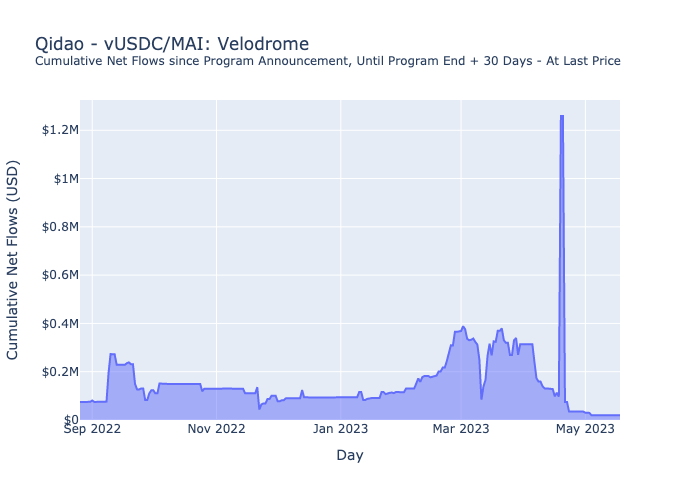 Qidao - vUSDC/MAI: Velodrome
Cumulative Net Flows since Program Announcement, Until Program End + 30 Days - At Last Price
$1.2M
$1M
$0.8M
$0.6M
$0.4M
$0.2M
$0
Cumulative Net Flows (USD)
Sep 2022
Nov 2022
Jan 2023
Mar 2023
May 2023
Day